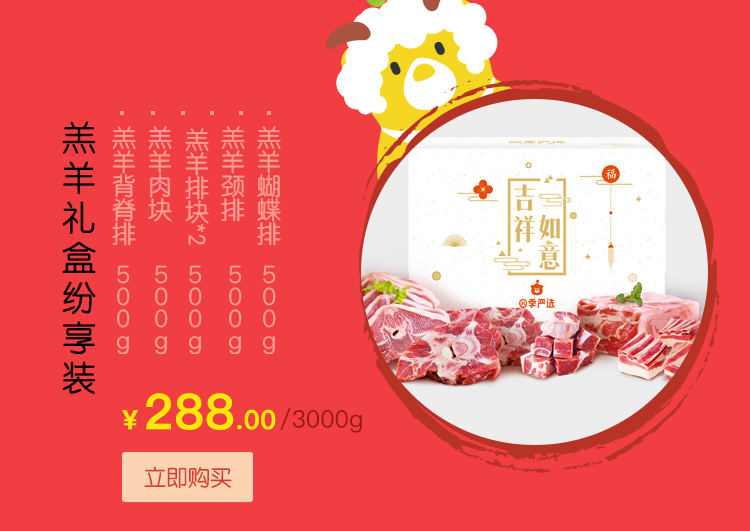 羔羊礼盒纷享装
羔羊背脊排 500g
羔羊肉块 500g
羔羊排块*2 500g
羔羊颈排 500g
羔羊蝴蝶排 500g
¥288.00/3000g
立即购买
福
吉祥
如意
四季严选